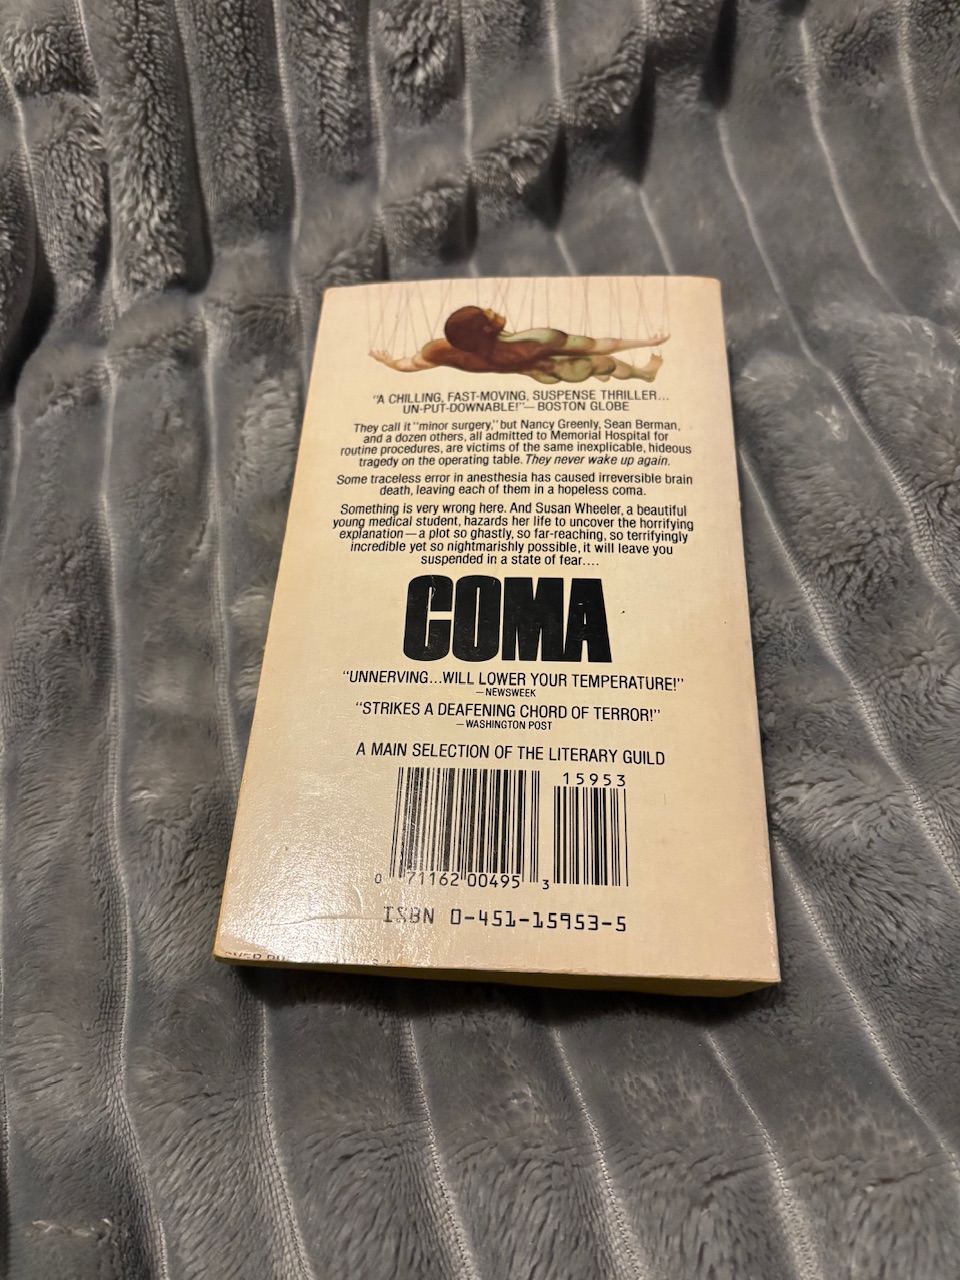 "A CHILLING, FAST-MOVING, SUSPENSE THRILLER...
UN-PUT-DOWNABLE!"—BOSTON GLOBE
They call it "minor surgery," but Nancy Greenly, Sean Berman,
and a dozen others, all admitted to Memorial Hospital for
routine procedures, are victims of the same inexplicable, hideous
tragedy on the operating table. They never wake up again.
Some traceless error in anesthesia has caused irreversible brain
death, leaving each of them in a hopeless coma.
Something is very wrong here. And Susan Wheeler, a beautiful
young medical student, hazards her life to uncover the horrifying
explanation—a plot so ghastly, so far-reaching, so terrifyingly
incredible yet so nightmarishly possible, it will leave you
suspended in a state of fear....
COMA
"UNNERVING...WILL LOWER YOUR TEMPERATURE!"
—NEWSWEEK
"STRIKES A DEAFENING CHORD OF TERROR!"
—WASHINGTON POST
A MAIN SELECTION OF THE LITERARY GUILD
15953
0 71162 00495 3
ISBN 0-451-15953-5